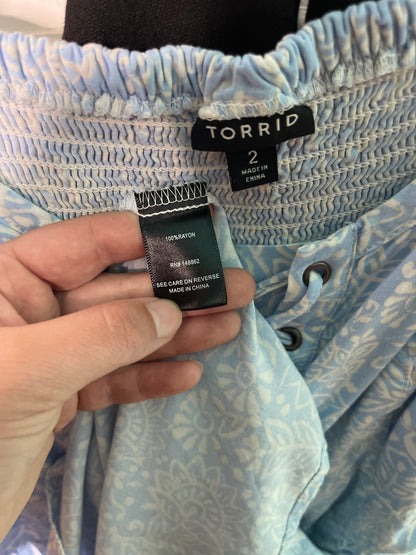 TORRID
2
MADE IN
CHINA
100%RAYON
RN# 148862
SEE CARE ON REVERSE
MADE IN CHINA